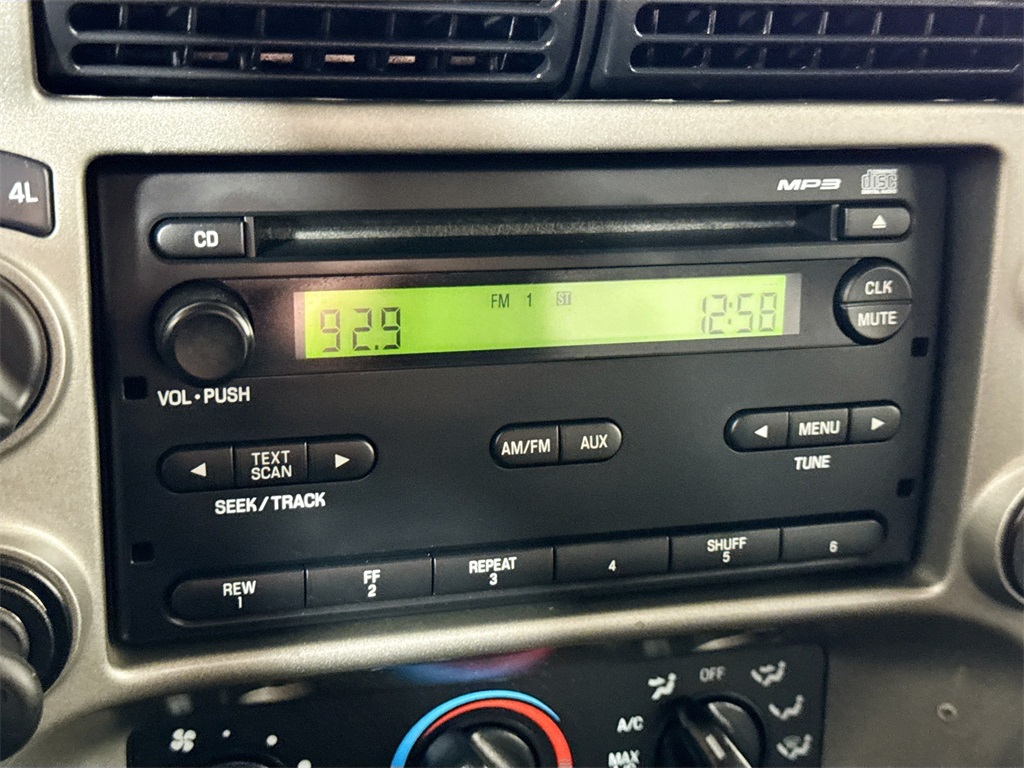 4L
MP3 disc
CD
CLK
MUTE
FM 1 ST
92.9 12:58
VOL•PUSH
TEXT
SCAN
SEEK/TRACK
AM/FM AUX
MENU
TUNE
REW
1
FF
2
REPEAT
3
4
SHUFF
5
6
OFF
A/C
MAX